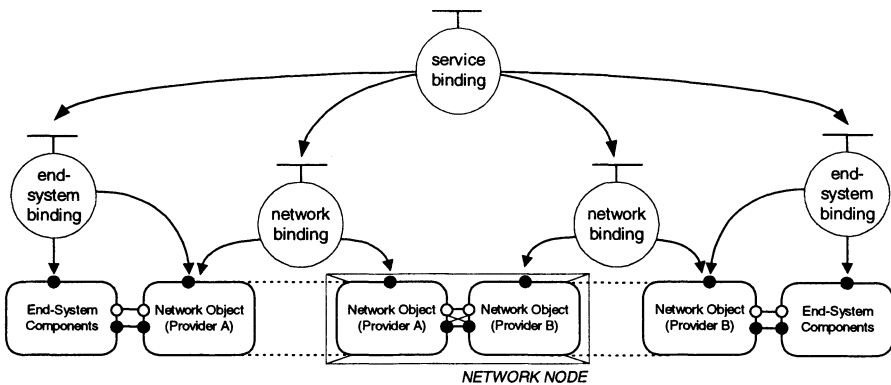 service
binding
end-
system
binding
network
binding
network
binding
end-
system
binding
End-System
Components
Network Object
(Provider A)
Network Object
(Provider A)
Network Object
(Provider B)
Network Object
(Provider B)
End-System
Components
NETWORK NODE